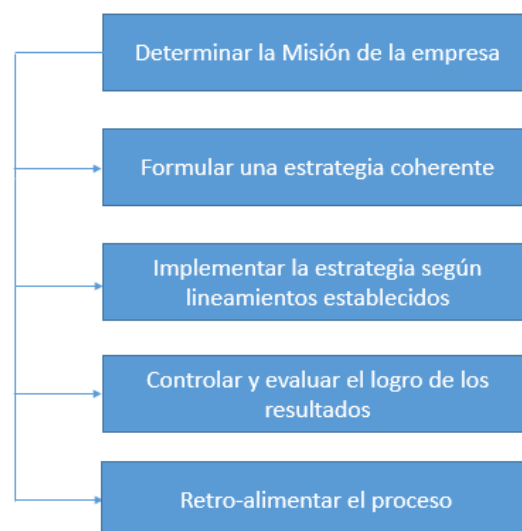 Determinar la Misión de la empresa
Formular una estrategia coherente
Implementar la estrategia según
lineamientos establecidos
Controlar y evaluar el logro de los
resultados
Retro-alimentar el proceso